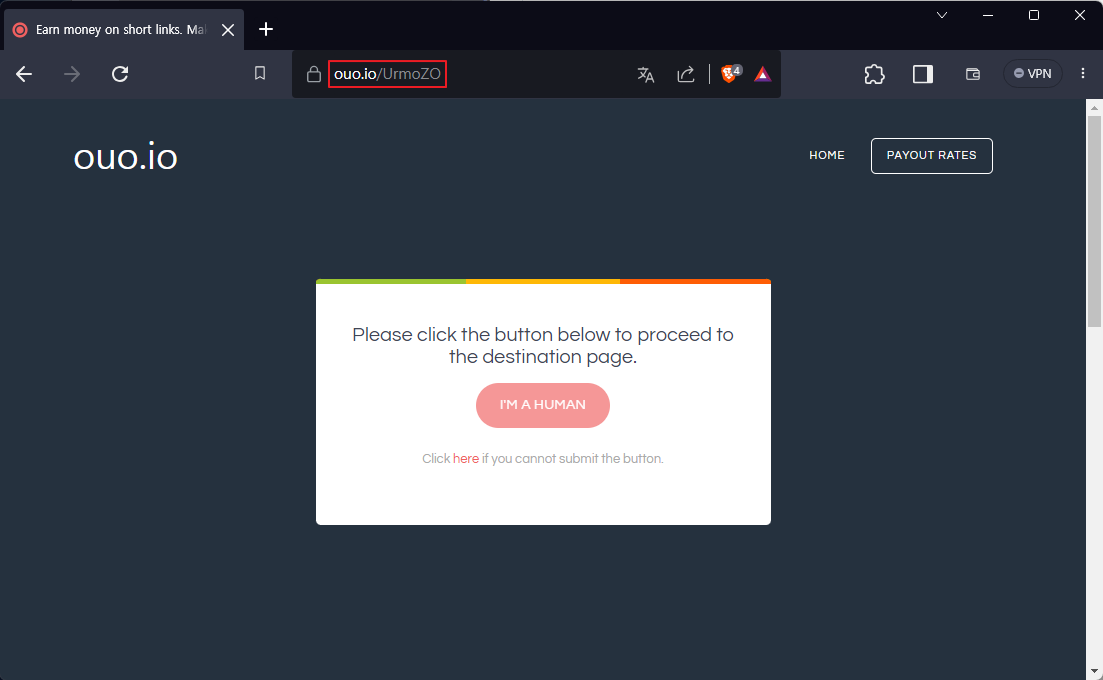 Earn money on short links. Mal
ouo.io/UrmoZO
4
VPN
ouo.io
HOME
PAYOUT RATES
Please click the button below to proceed to
the destination page.
I'M A HUMAN
Click here if you cannot submit the button.